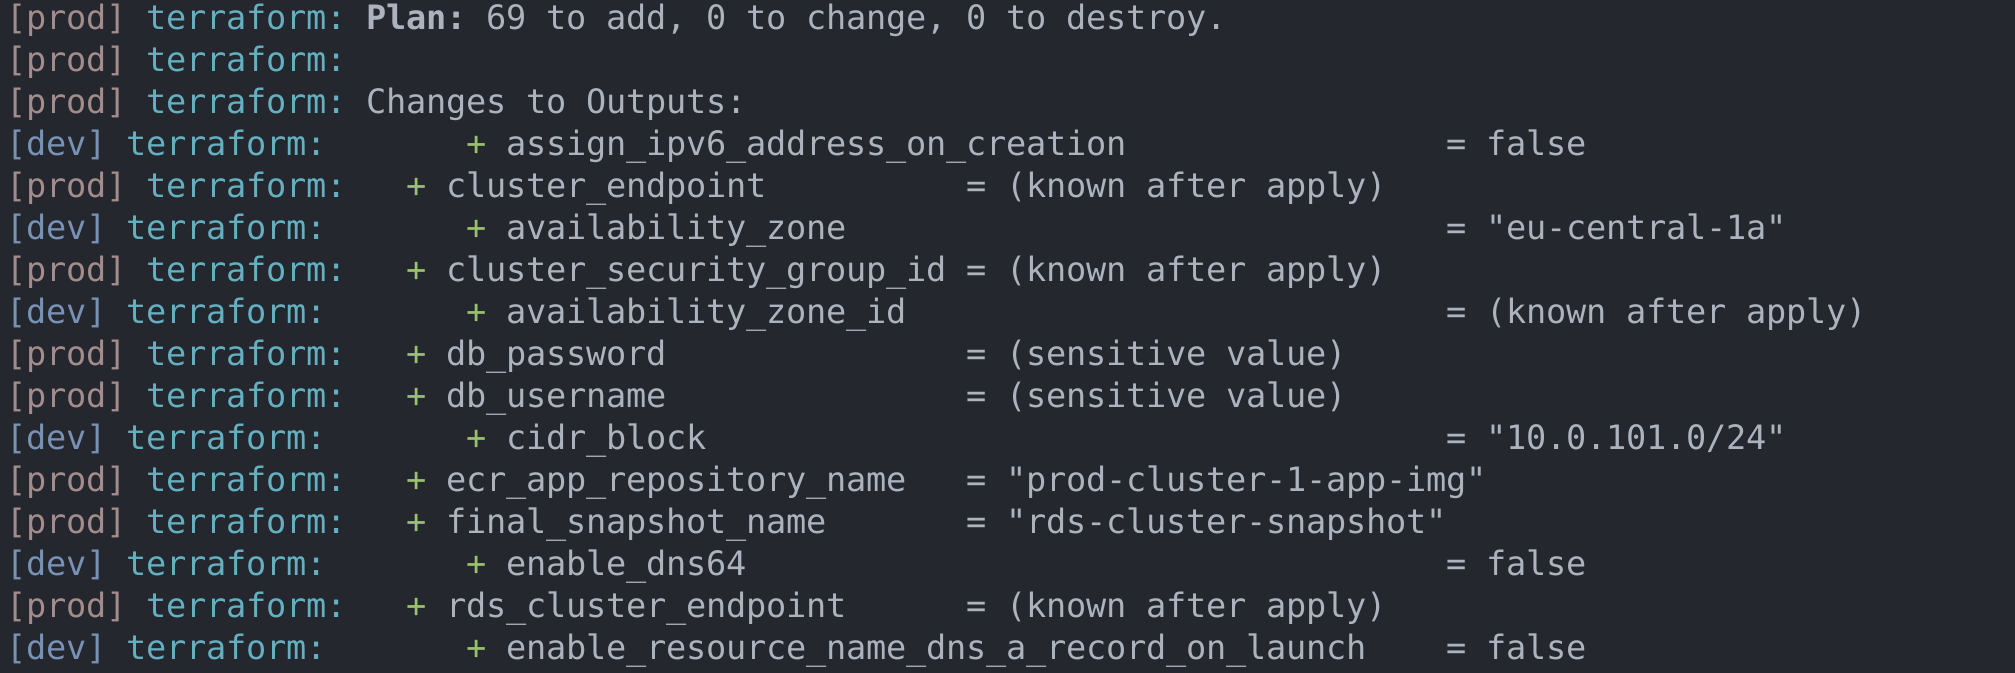 [prod] terraform: Plan: 69 to add, 0 to change, 0 to destroy.
[prod] terraform:
[prod] terraform: Changes to Outputs:
[dev] terraform:       + assign_ipv6_address_on_creation                = false
[prod] terraform:   + cluster_endpoint          = (known after apply)
[dev] terraform:       + availability_zone                              = "eu-central-1a"
[prod] terraform:   + cluster_security_group_id = (known after apply)
[dev] terraform:       + availability_zone_id                           = (known after apply)
[prod] terraform:   + db_password               = (sensitive value)
[prod] terraform:   + db_username               = (sensitive value)
[dev] terraform:       + cidr_block                                     = "10.0.101.0/24"
[prod] terraform:   + ecr_app_repository_name   = "prod-cluster-1-app-img"
[prod] terraform:   + final_snapshot_name       = "rds-cluster-snapshot"
[dev] terraform:       + enable_dns64                                   = false
[prod] terraform:   + rds_cluster_endpoint      = (known after apply)
[dev] terraform:       + enable_resource_name_dns_a_record_on_launch    = false